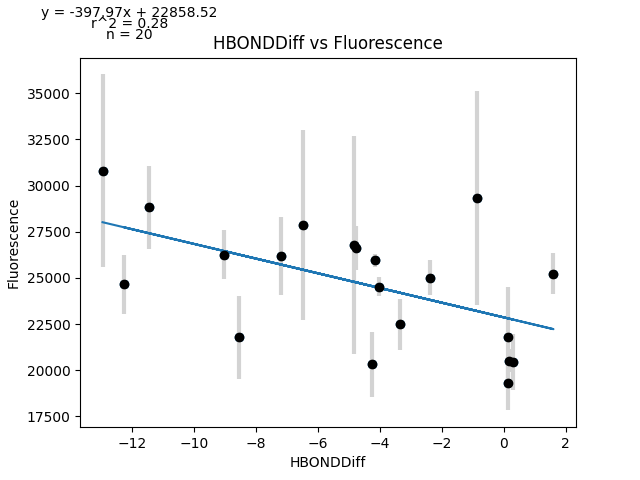 y = -397.97x + 22858.52
r^2 = 0.28
n = 20
HBONDDiff vs Fluorescence
35000
32500
30000
27500
25000
22500
20000
17500
Fluorescence
−12 −10 −8 −6 −4 −2 0 2
HBONDDiff